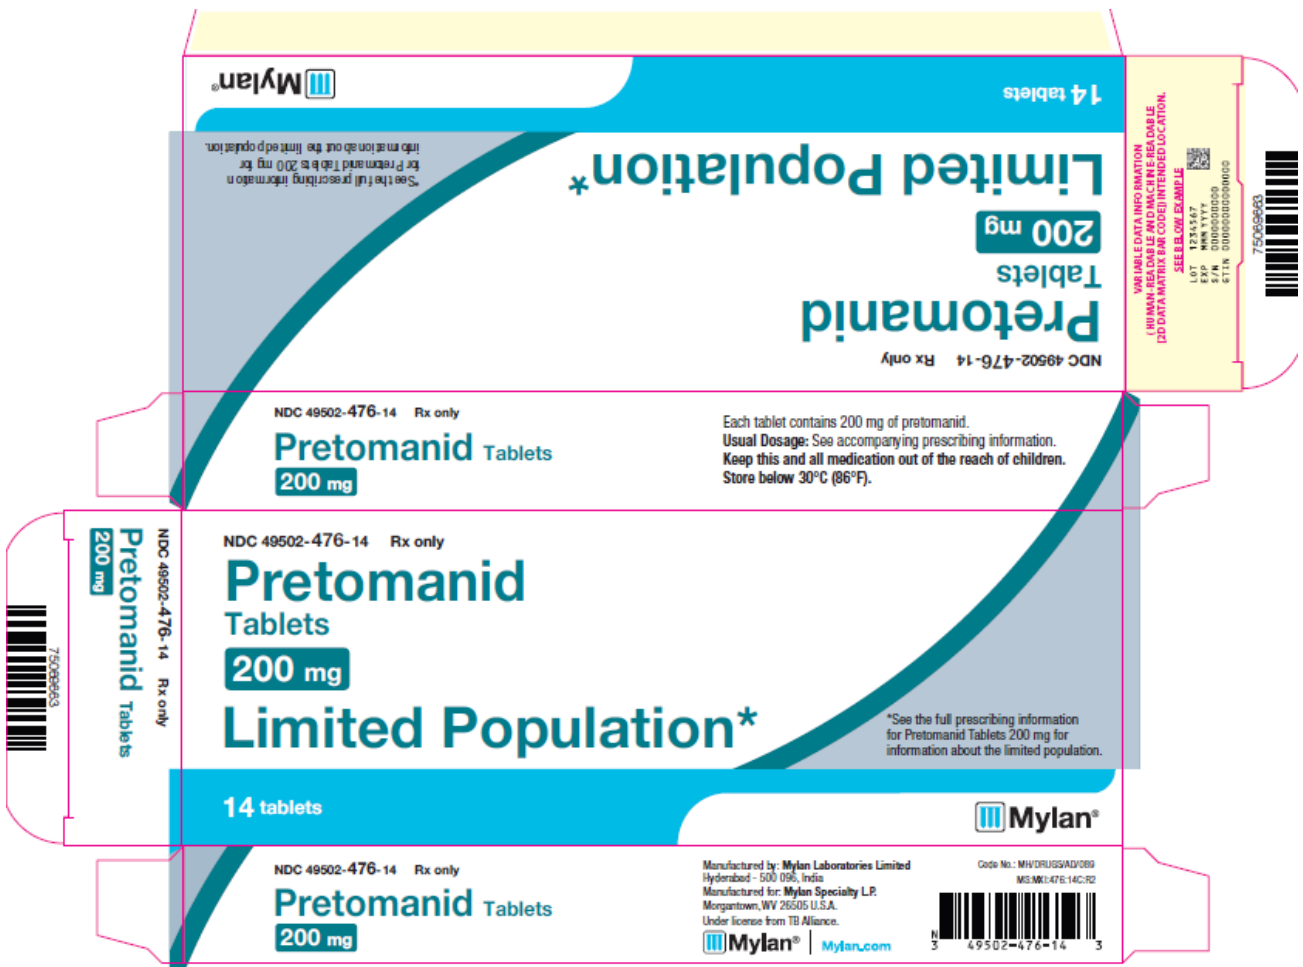 Mylan®
14 tablets
*See the full prescribing information
for Pretomanid Tablets 200 mg for
information about the limited population.
Limited Population*
200 mg
Tablets
Pretomanid
NDC 49502-476-14 Rx only
VARIABLE DATA INFORMATION
(HUMAN-READABLE AND MACHINE-READABLE
[2D DATA MATRIX BAR CODE]) INTENDED LOCATION.
SEE BELOW EXAMPLE
LOT 1234567
EXP MMMYYYY
S/N 0000000000
GTIN 00000000000000
75069663
NDC 49502-476-14 Rx only
Pretomanid Tablets
200 mg
Each tablet contains 200 mg of pretomanid.
Usual Dosage: See accompanying prescribing information.
Keep this and all medication out of the reach of children.
Store below 30°C (86°F).
NDC 49502-476-14 Rx only
Pretomanid Tablets
200 mg
75069663
NDC 49502-476-14 Rx only
Pretomanid
Tablets
200 mg
Limited Population*
*See the full prescribing information
for Pretomanid Tablets 200 mg for
information about the limited population.
14 tablets
Mylan®
NDC 49502-476-14 Rx only
Pretomanid Tablets
200 mg
Manufactured by: Mylan Laboratories Limited
Hyderabad - 500 096, India
Manufactured for: Mylan Specialty L.P.
Morgantown, WV 26505 U.S.A.
Under license from TB Alliance.
Mylan® Mylan.com
Code No.: MH/DRUGS/AD/089
MS:MXI:476:14C:R2
N
3 49502-476-14 3